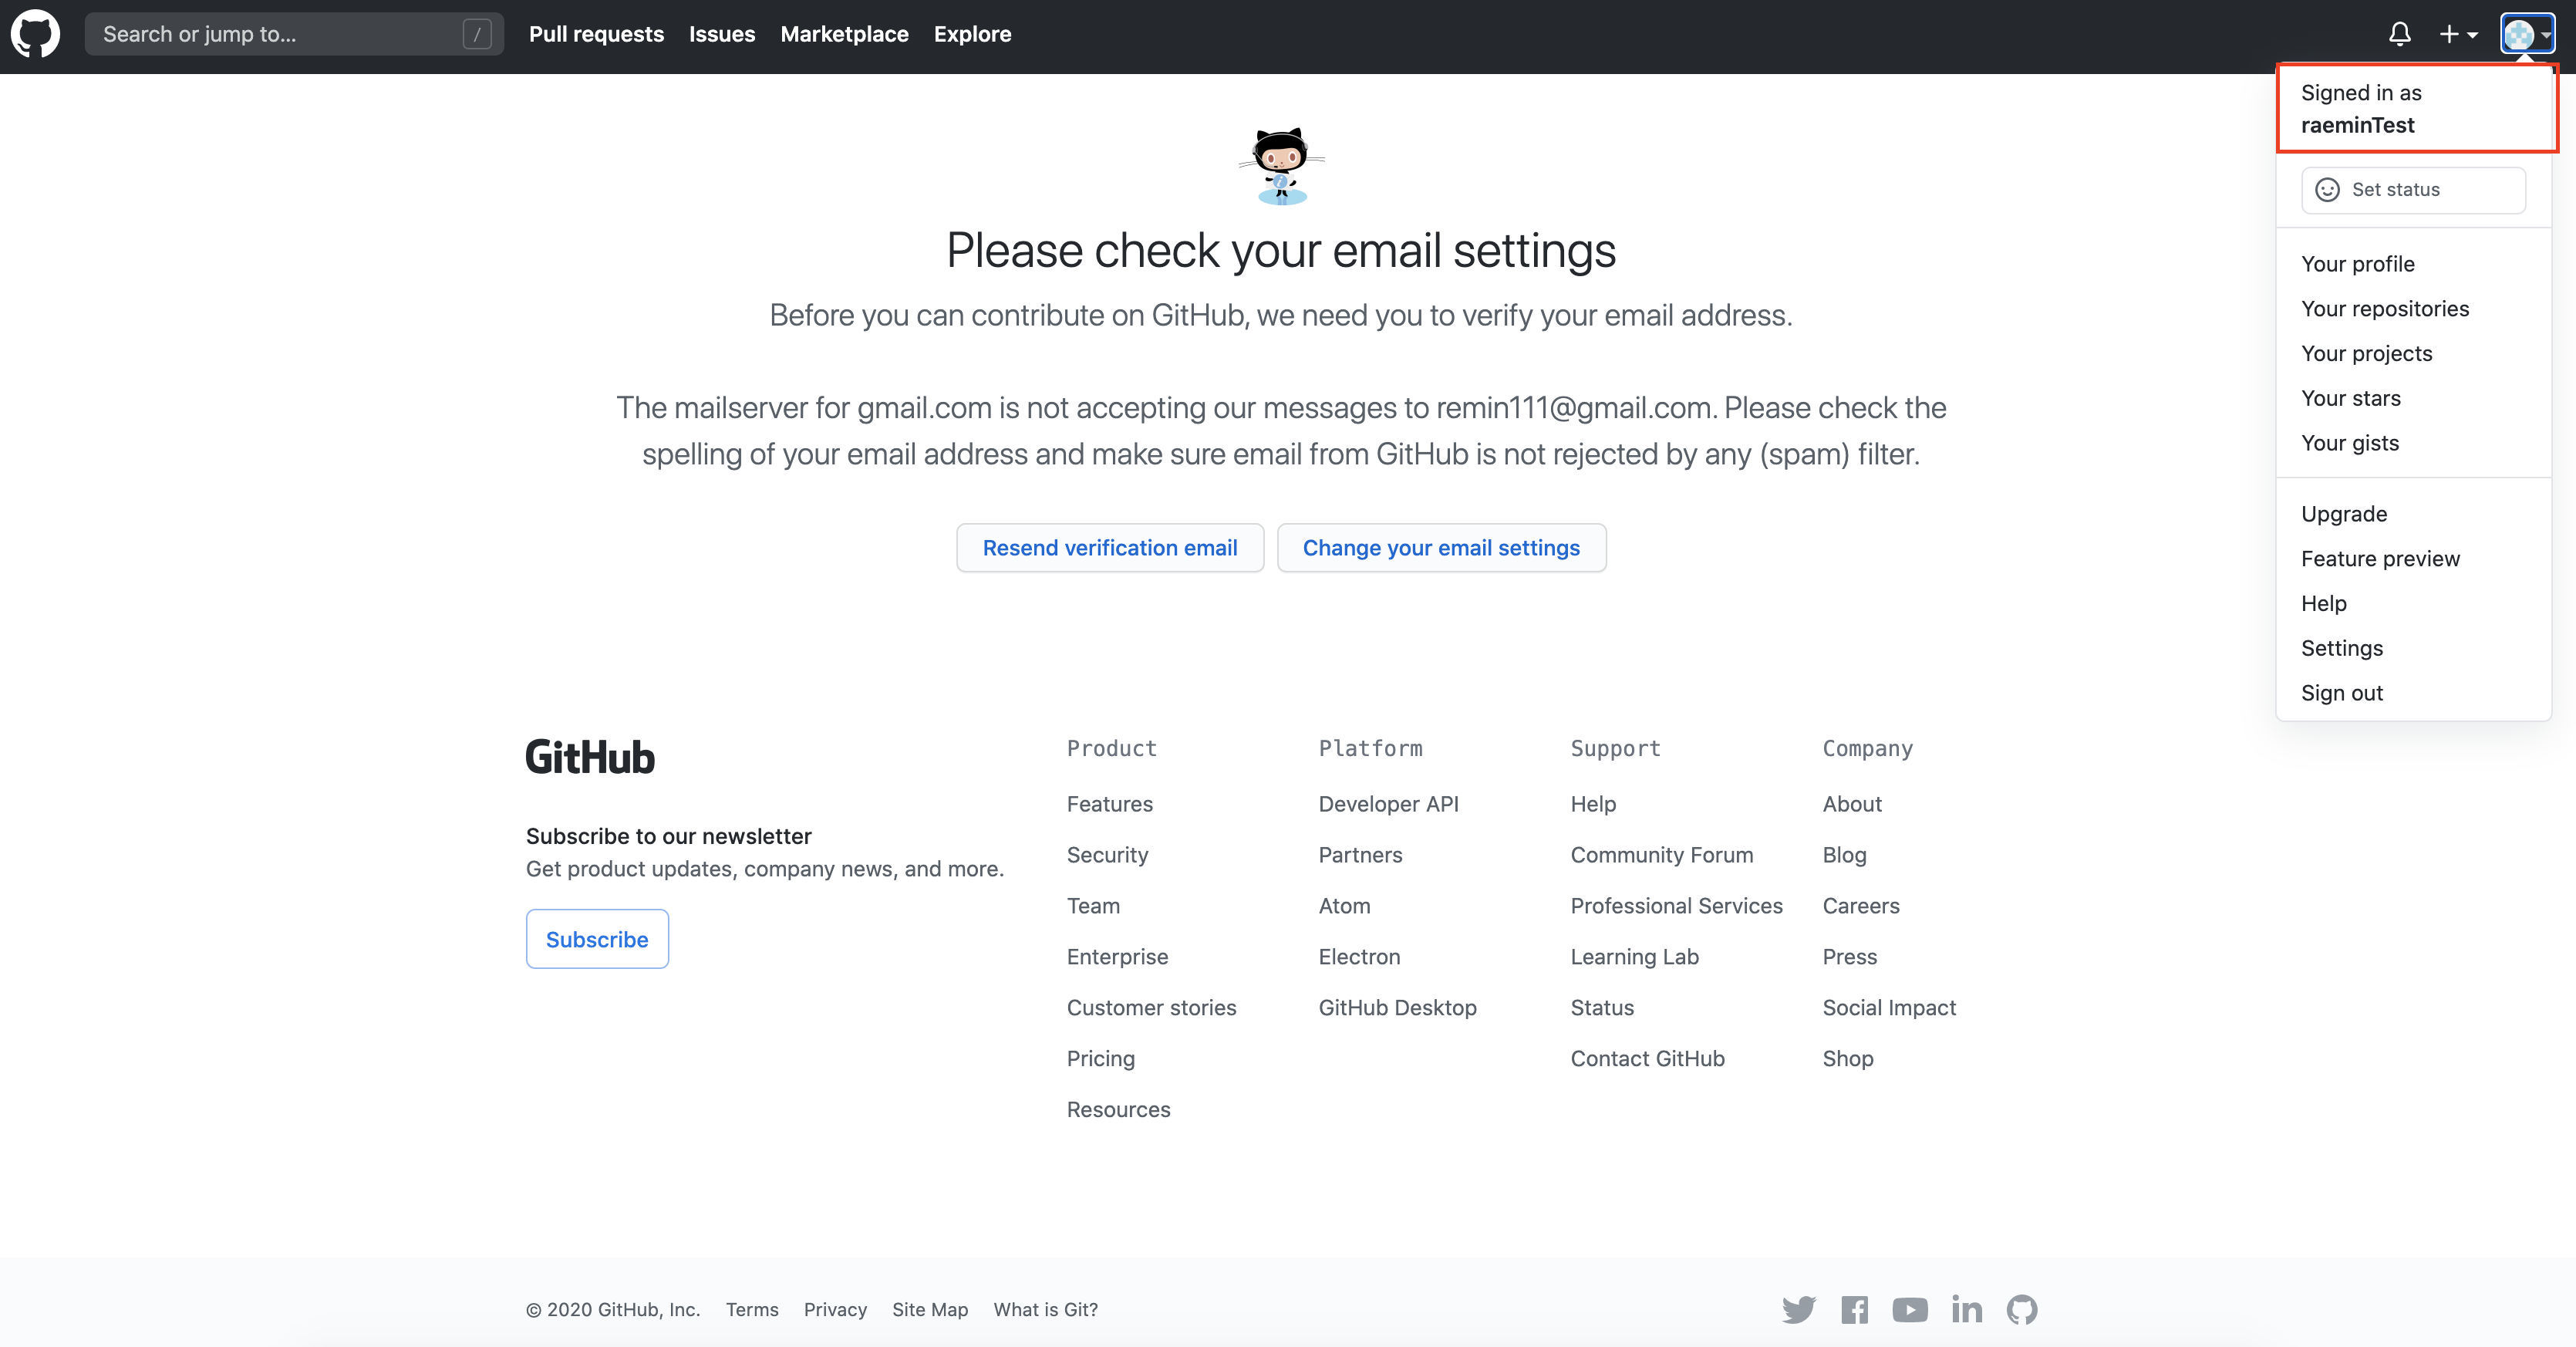 Search or jump to... /
Pull requests Issues Marketplace Explore
Signed in as
raeminTest
Set status
Your profile
Your repositories
Your projects
Your stars
Your gists
Upgrade
Feature preview
Help
Settings
Sign out
Please check your email settings
Before you can contribute on GitHub, we need you to verify your email address.
The mailserver for gmail.com is not accepting our messages to remin111@gmail.com. Please check the
spelling of your email address and make sure email from GitHub is not rejected by any (spam) filter.
Resend verification email Change your email settings
GitHub
Subscribe to our newsletter
Get product updates, company news, and more.
Subscribe
Product
Features
Security
Team
Enterprise
Customer stories
Pricing
Resources
Platform
Developer API
Partners
Atom
Electron
GitHub Desktop
Support
Help
Community Forum
Professional Services
Learning Lab
Status
Contact GitHub
Company
About
Blog
Careers
Press
Social Impact
Shop
© 2020 GitHub, Inc. Terms Privacy Site Map What is Git?